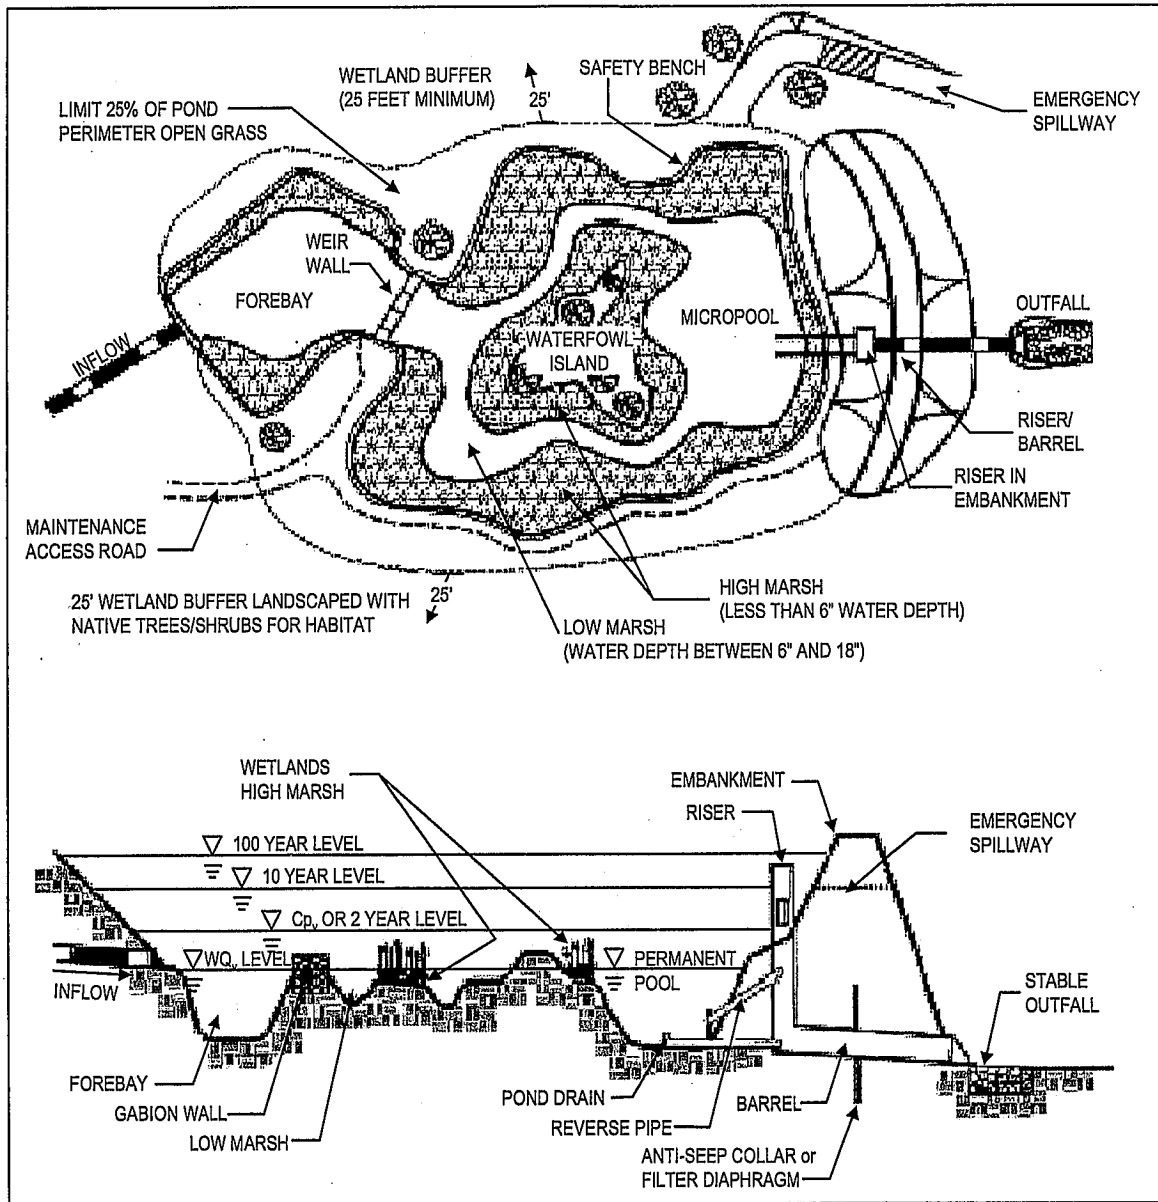 WETLAND BUFFER
(25 FEET MINIMUM)
25'
SAFETY BENCH
LIMIT 25% OF POND
PERIMETER OPEN GRASS
EMERGENCY
SPILLWAY
WEIR
WALL
FOREBAY
INFLOW
WATERFOWL
ISLAND
MICROPOOL
OUTFALL
RISER/
BARREL
RISER IN
EMBANKMENT
MAINTENANCE
ACCESS ROAD
25'
25' WETLAND BUFFER LANDSCAPED WITH
NATIVE TREES/SHRUBS FOR HABITAT
HIGH MARSH
(LESS THAN 6" WATER DEPTH)
LOW MARSH
(WATER DEPTH BETWEEN 6" AND 18")
WETLANDS
HIGH MARSH
EMBANKMENT
RISER
EMERGENCY
SPILLWAY
100 YEAR LEVEL
10 YEAR LEVEL
Cpv OR 2 YEAR LEVEL
WQv LEVEL
PERMANENT
POOL
INFLOW
STABLE
OUTFALL
FOREBAY
GABION WALL
LOW MARSH
POND DRAIN
REVERSE PIPE
BARREL
ANTI-SEEP COLLAR or
FILTER DIAPHRAGM